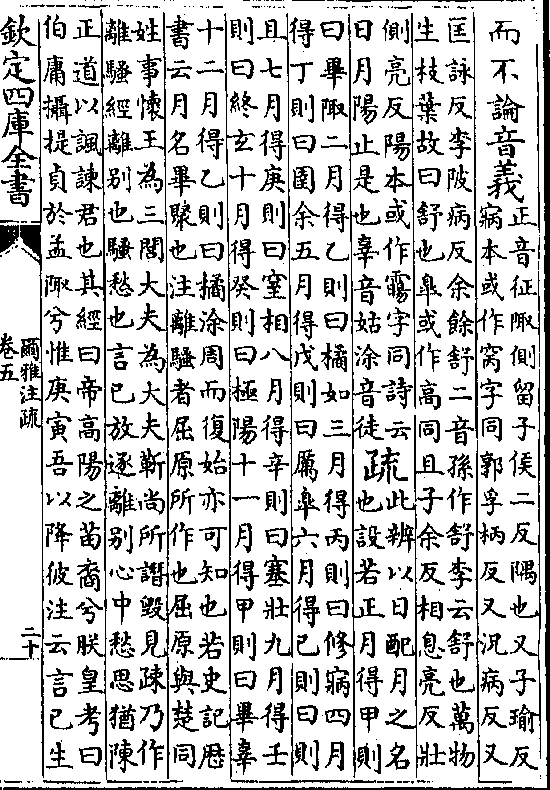 而不論音義正音征陬側留子侯二反隅也又子瑜反
寎本或作窝字同郭孚柄反又況病反又
匡詠反李陂病反余餘舒二音孫作舒李云舒也萬物
生枝葉故曰舒也臯或作高同且子余反相息亮反壯
側亮反陽本或作霷字同詩云
日月陽止是也辜音姑涂音徒
疏
此辨以日配月之名
也設若正月得甲則
曰畢陬二月得乙則曰橘如三月得丙則曰修寎四月
得丁則曰圉余五月得戊則曰厲臯六月得己則曰則
且七月得庚則曰窒相八月得辛則曰塞壯九月得壬
則曰終玄十月得癸則曰極陽十一月得甲則曰畢辜
十二月得乙則曰橘涂周而復始亦可知也若史記厯
書云月名畢聚也注離騷者屈原所作也屈原與楚同
姓事懷王為三閭大夫為大夫靳尚所譖毀見疎乃作
離騷經離別也騷愁也言已放逐離別心中愁思猶陳
正道以諷諫君也其經曰帝高陽之苗裔兮朕皇考曰
伯庸攝提貞於孟陬兮惟庚寅吾以降彼注云言已生
欽定四庫全書
爾雅注疏
卷五
二十